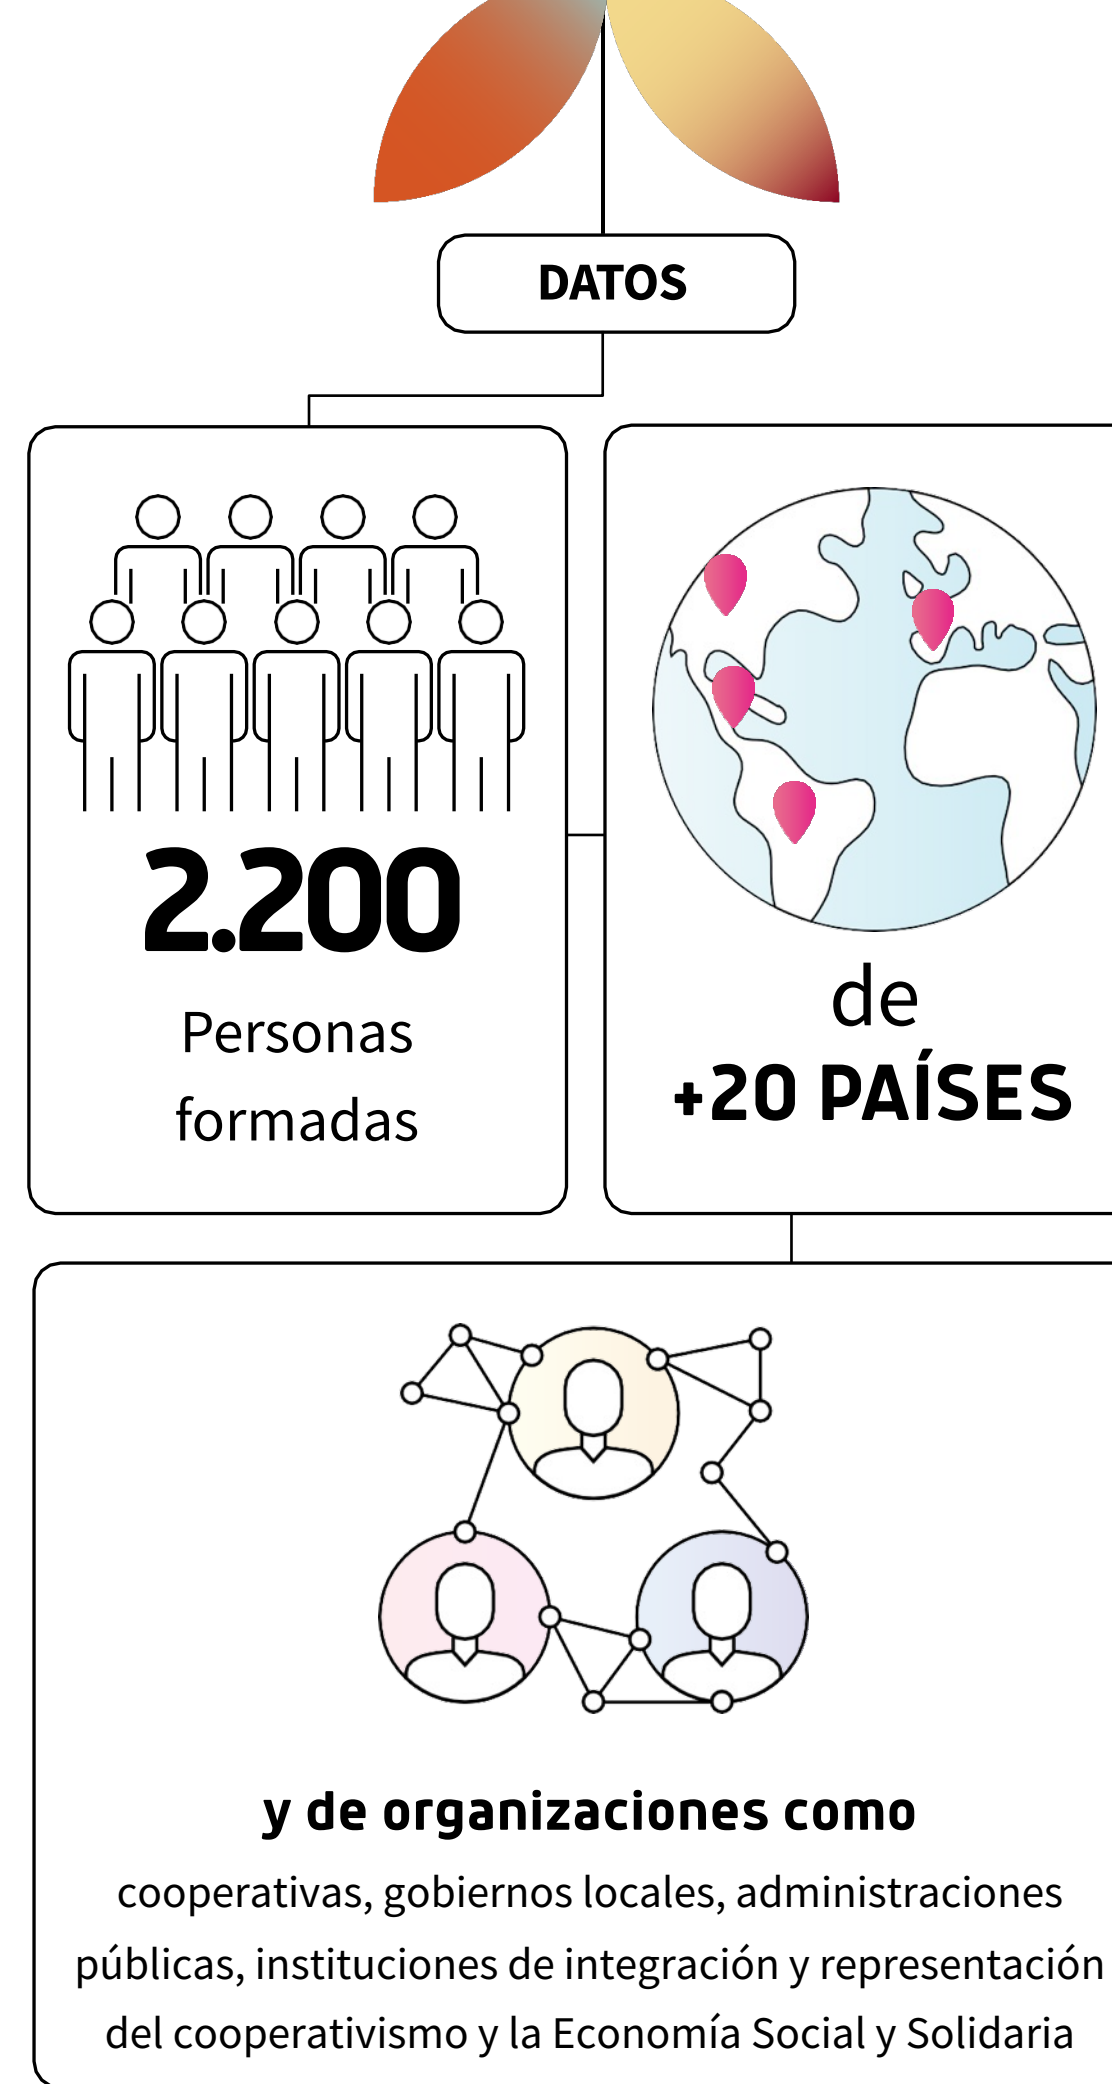 DATOS
2.200
Personas
formadas
de
+20 PAÍSES
y de organizaciones como
cooperativas, gobiernos locales, administraciones
públicas, instituciones de integración y representación
del cooperativismo y la Economía Social y Solidaria